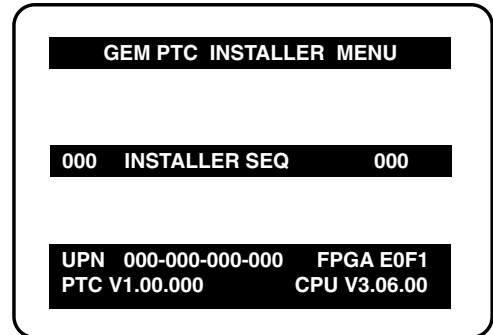 GEM PTC INSTALLER MENU
000 INSTALLER SEQ 000
UPN 000-000-000-000 FPGA E0F1
PTC V1.00.000 CPU V3.06.00